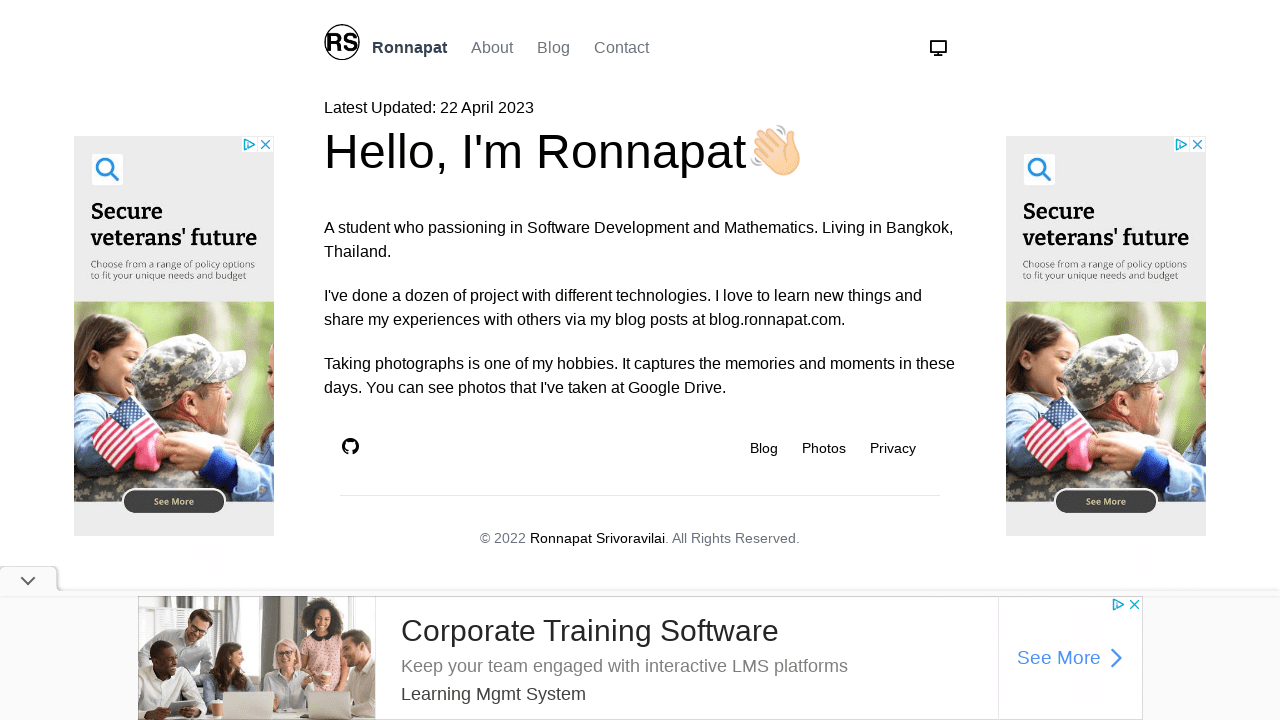 RS
Ronnapat
About
Blog
Contact
Latest Updated: 22 April 2023
Hello, I'm Ronnapat👋🏻
A student who passioning in Software Development and Mathematics. Living in Bangkok,
Thailand.
I've done a dozen of project with different technologies. I love to learn new things and
share my experiences with others via my blog posts at blog.ronnapat.com.
Taking photographs is one of my hobbies. It captures the memories and moments in these
days. You can see photos that I've taken at Google Drive.
Blog
Photos
Privacy
© 2022 Ronnapat Srivoravilai. All Rights Reserved.
Secure
veterans' future
Choose from a range of policy options
to fit your unique needs and budget
See More
Secure
veterans' future
Choose from a range of policy options
to fit your unique needs and budget
See More
Corporate Training Software
Keep your team engaged with interactive LMS platforms
Learning Mgmt System
See More